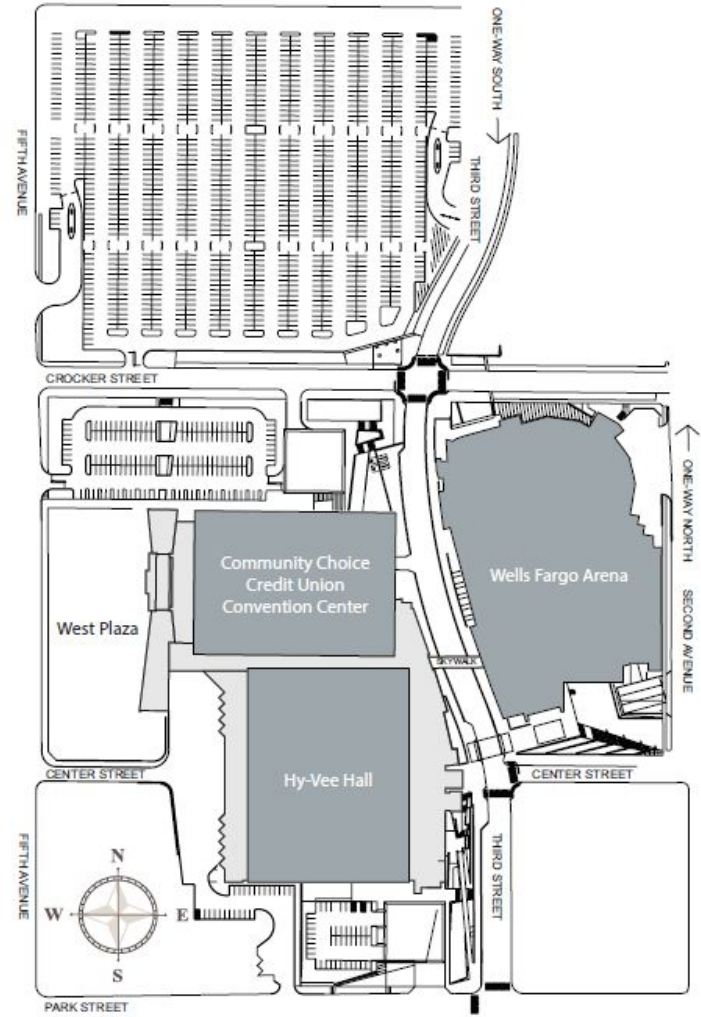 ONE-WAY SOUTH
FIFTH AVENUE
THIRD STREET
CROCKER STREET
ONE-WAY NORTH
SECOND AVENUE
Community Choice
Credit Union
Convention Center
Wells Fargo Arena
West Plaza
SKYWALK
CENTER STREET
CENTER STREET
Hy-Vee Hall
FIFTH AVENUE
THIRD STREET
N
W
E
S
PARK STREET